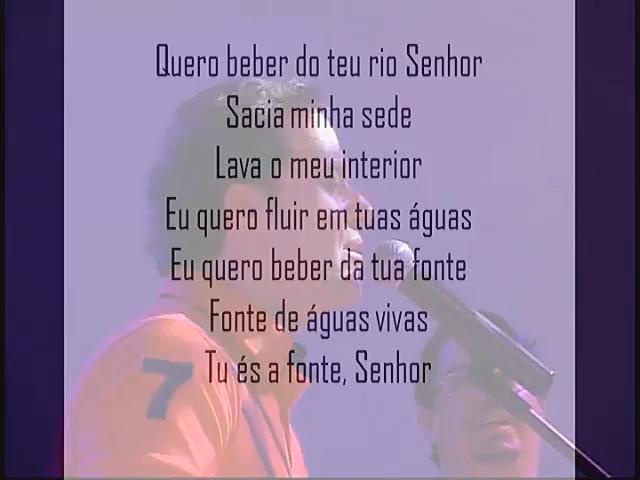 Quero beber do teu rio Senhor
Sacia minha sede
Lava o meu interior
Eu quero fluir em tuas águas
Eu quero beber da tua fonte
Fonte de águas vivas
Tu és a fonte, Senhor
7